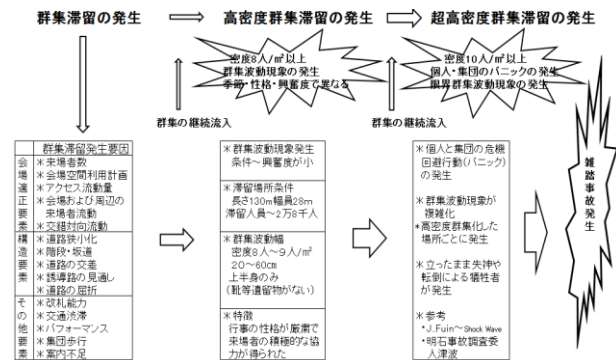 群集滞留の発生
高密度群集滞留の発生
超高密度群集滞留の発生
密度8人/㎡以上
群集波動現象の発生
季節・性格・興奮度で異なる
密度10人/㎡以上
個人・集団のパニックの発生
限界群集波動現象の発生
群集の継続流入
群集の継続流入
群集滞留発生要因
会場適正要素
＊来場者数
＊会場空間利用計画
＊アクセス流動量
＊会場および周辺の
来場者流動
＊交錯対向流動
構造要素
＊道路狭小化
＊階段・坂道
＊道路の交差
＊誘導路の見通し
＊道路の屈折
その他要素
＊改札能力
＊交通渋滞
＊パフォーマンス
＊集団歩行
＊案内不足
＊群集波動現象発生
条件～興奮度が小
＊滞留場所条件
長さ130m幅員28m
滞留人員～2万8千人
＊群集波動幅
密度8人～9人/㎡
20～60cm
上半身のみ
(靴等遺留物がない)
＊特徴
行事の性格が厳粛で来
場者の積極的な協
力が得られた
＊個人と集団の危機
回避行動(パニック)
の発生
＊群集波動現象が
複雑化
＊高密度群集化した
場所ごとに発生
＊立ったまま失神や
転倒による犠牲者
が発生
＊参考
・J.Fuin～Shock Wave
・明石事故調査委
人津波
雑踏事故発生